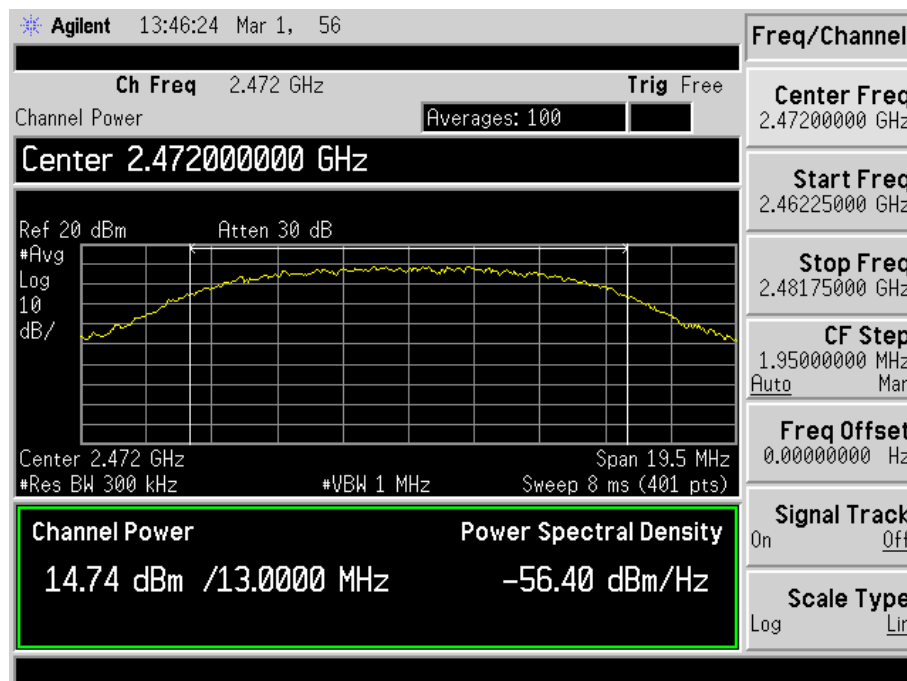 Agilent 13:46:24 Mar 1, 56
Ch Freq 2.472 GHz Trig Free
Channel Power Averages: 100
Center 2.472000000 GHz
Ref 20 dBm Atten 30 dB
#Avg
Log
10
dB/
Center 2.472 GHz Span 19.5 MHz
#Res BW 300 kHz #VBW 1 MHz Sweep 8 ms (401 pts)
Channel Power Power Spectral Density
14.74 dBm /13.0000 MHz -56.40 dBm/Hz
Freq/Channel
Center Freq
2.47200000 GHz
Start Freq
2.46225000 GHz
Stop Freq
2.48175000 GHz
CF Step
1.95000000 MHz
Auto Man
Freq Offset
0.00000000 Hz
Signal Track
On Off
Scale Type
Log Lin